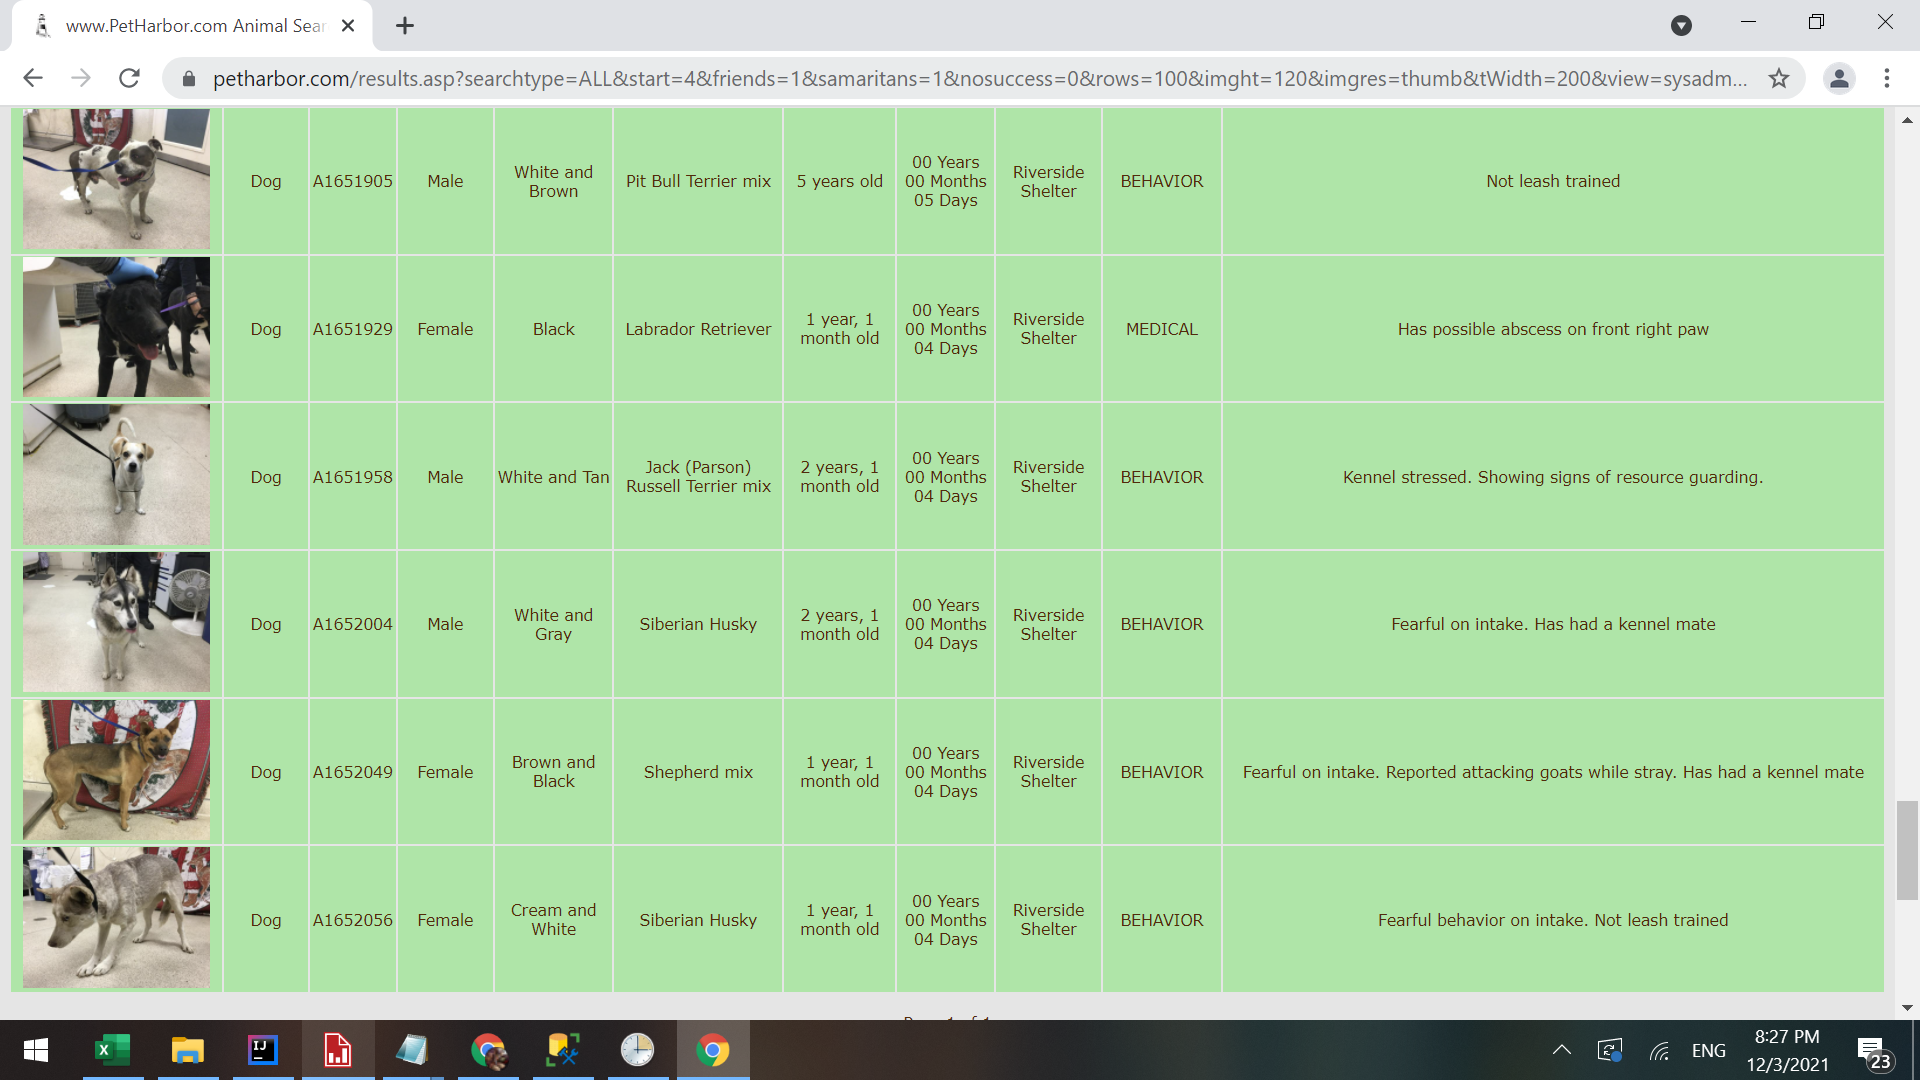 www.PetHarbor.com Animal Sear
petharbor.com/results.asp?searchtype=ALL&start=4&friends=1&samaritans=1&nosuccess=0&rows=100&imght=120&imgres=thumb&tWidth=200&view=sysadm...
Dog A1651905 Male White and Brown Pit Bull Terrier mix 5 years old 00 Years 00 Months 05 Days Riverside Shelter BEHAVIOR Not leash trained
Dog A1651929 Female Black Labrador Retriever 1 year, 1 month old 00 Years 00 Months 04 Days Riverside Shelter MEDICAL Has possible abscess on front right paw
Dog A1651958 Male White and Tan Jack (Parson) Russell Terrier mix 2 years, 1 month old 00 Years 00 Months 04 Days Riverside Shelter BEHAVIOR Kennel stressed. Showing signs of resource guarding.
Dog A1652004 Male White and Gray Siberian Husky 2 years, 1 month old 00 Years 00 Months 04 Days Riverside Shelter BEHAVIOR Fearful on intake. Has had a kennel mate
Dog A1652049 Female Brown and Black Shepherd mix 1 year, 1 month old 00 Years 00 Months 04 Days Riverside Shelter BEHAVIOR Fearful on intake. Reported attacking goats while stray. Has had a kennel mate
Dog A1652056 Female Cream and White Siberian Husky 1 year, 1 month old 00 Years 00 Months 04 Days Riverside Shelter BEHAVIOR Fearful behavior on intake. Not leash trained
X
IJ
ENG
8:27 PM
12/3/2021
23